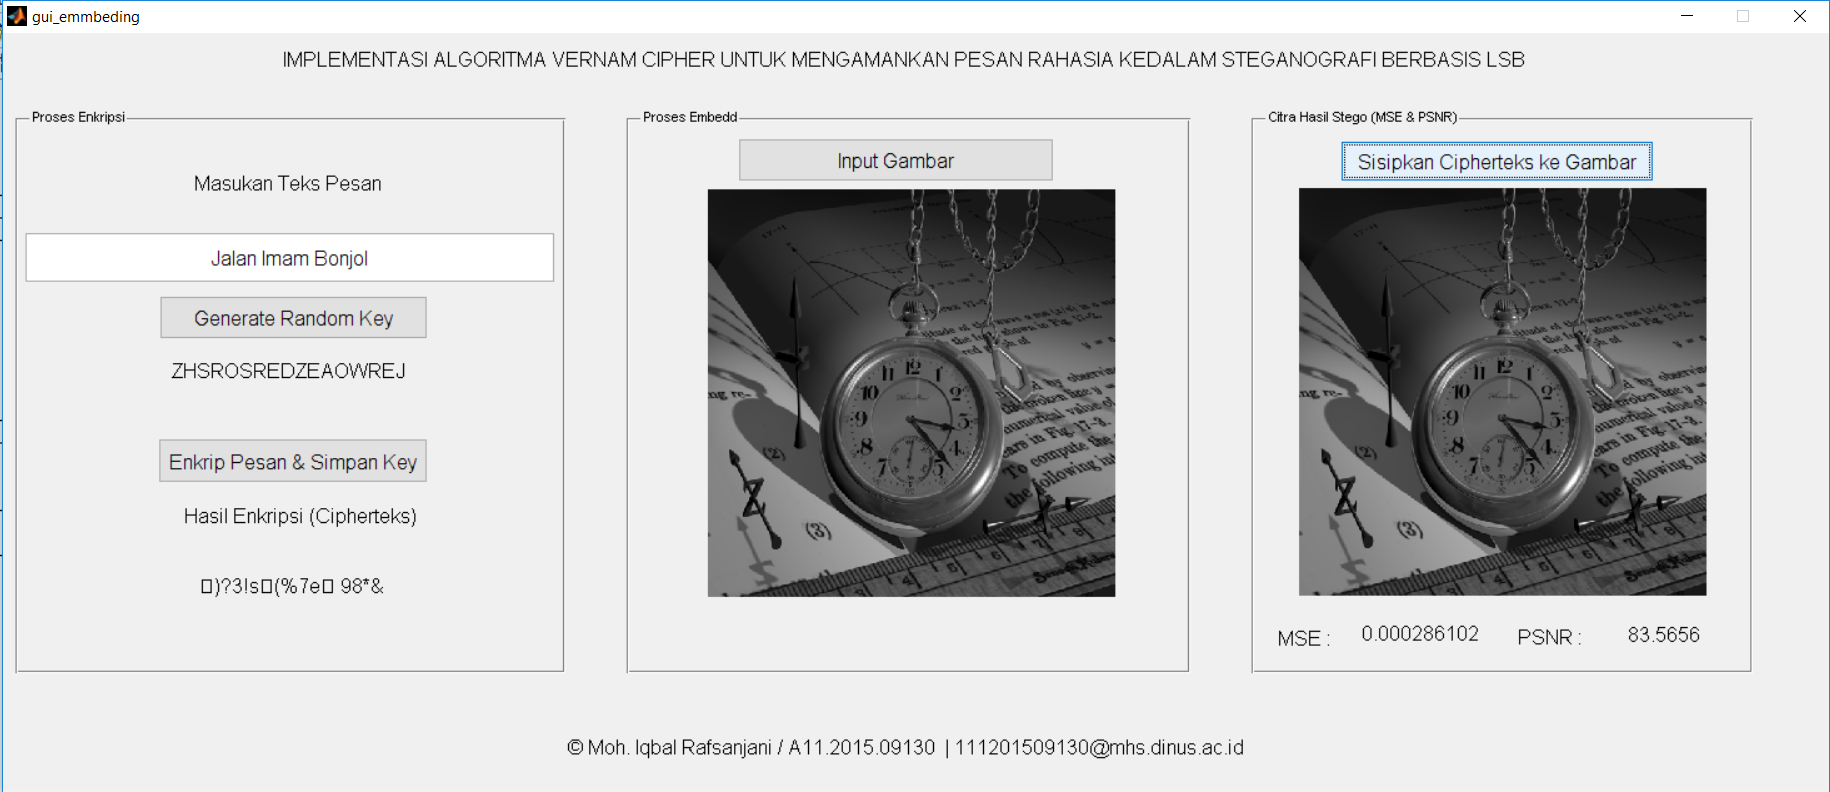 gui_emmbeding
IMPLEMENTASI ALGORITMA VERNAM CIPHER UNTUK MENGAMANKAN PESAN RAHASIA KEDALAM STEGANOGRAFI BERBASIS LSB
Proses Enkripsi
Masukan Teks Pesan
Jalan Imam Bonjol
Generate Random Key
ZHSROSREDZEAOWREJ
Enkrip Pesan & Simpan Key
Hasil Enkripsi (Cipherteks)
▯)?3!s▯(%7e▯ 98*&
Proses Embedd
Input Gambar
Citra Hasil Stego (MSE & PSNR)
Sisipkan Cipherteks ke Gambar
MSE : 0.000286102 PSNR : 83.5656
© Moh. Iqbal Rafsanjani / A11.2015.09130 | 111201509130@mhs.dinus.ac.id